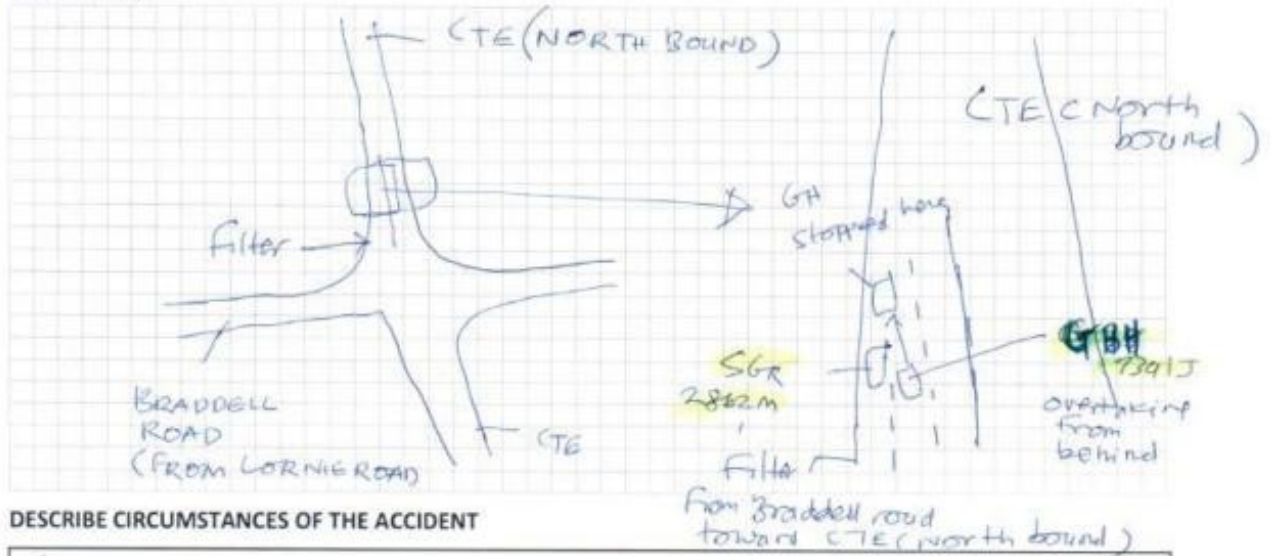 CTE (NORTH BOUND)
Filter
BRADDELL
ROAD
(FROM LORNIE ROAD
CTE
CTE (North
bound)
GH
stopped here
SGR
2812M
GBH
7391J
overtaking
from
behind
Filter
from Braddell road
toward CTE (North bound)
DESCRIBE CIRCUMSTANCES OF THE ACCIDENT